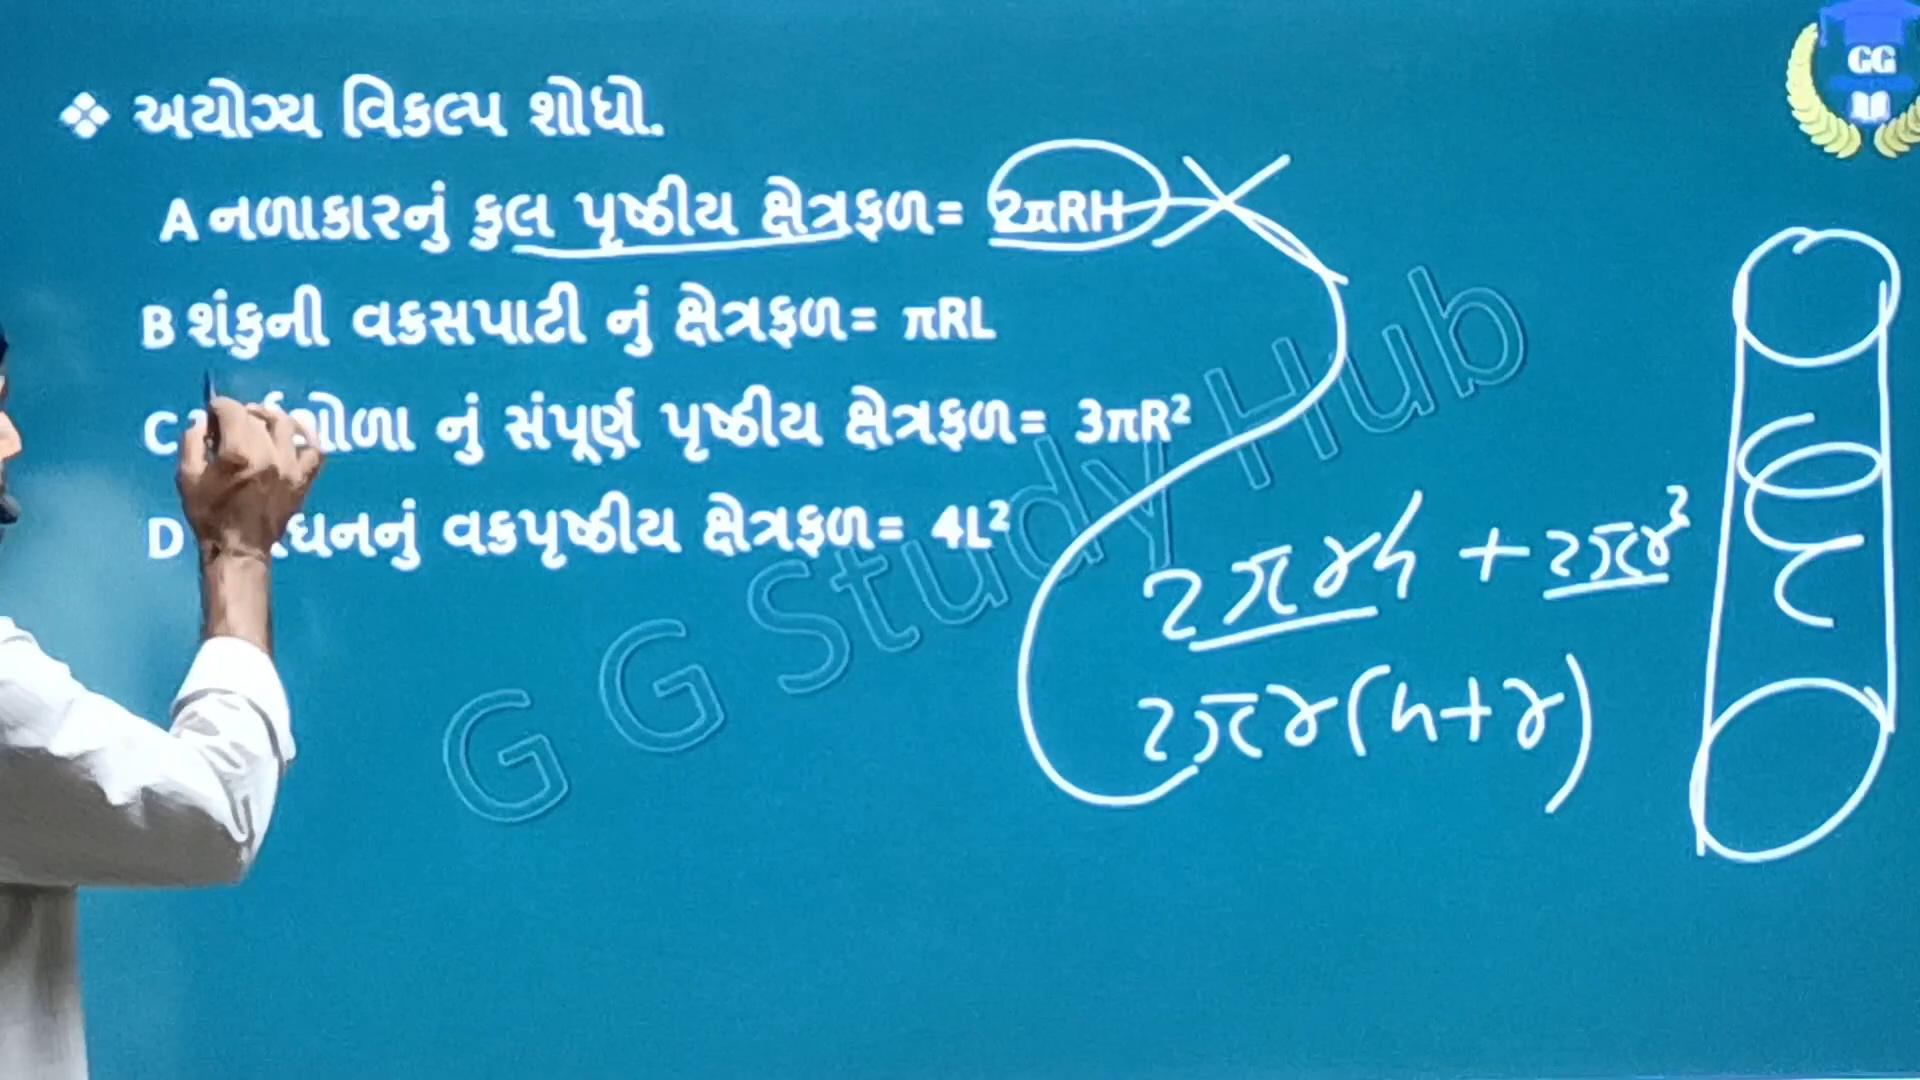 ❖ અયોગ્ય વિકલ્પ શોધો.
A નળાકારનું કુલ પૃષ્ઠીય ક્ષેત્રફળ= 2πRH
B શંકુની વક્રસપાટી નું ક્ષેત્રફળ= πRL
C ગોળા નું સંપૂર્ણ પૃષ્ઠીય ક્ષેત્રફળ= 3πR²
D ઘનનું વક્રપૃષ્ઠીય ક્ષેત્રફળ= 4L²
2πrh + 2πr²
2πr(h+r)
G G Study Hub
GG